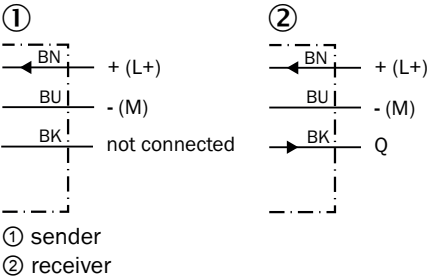 ① ②
BN + (L+) BN + (L+)
BU - (M) BU - (M)
BK not connected BK Q
① sender
② receiver